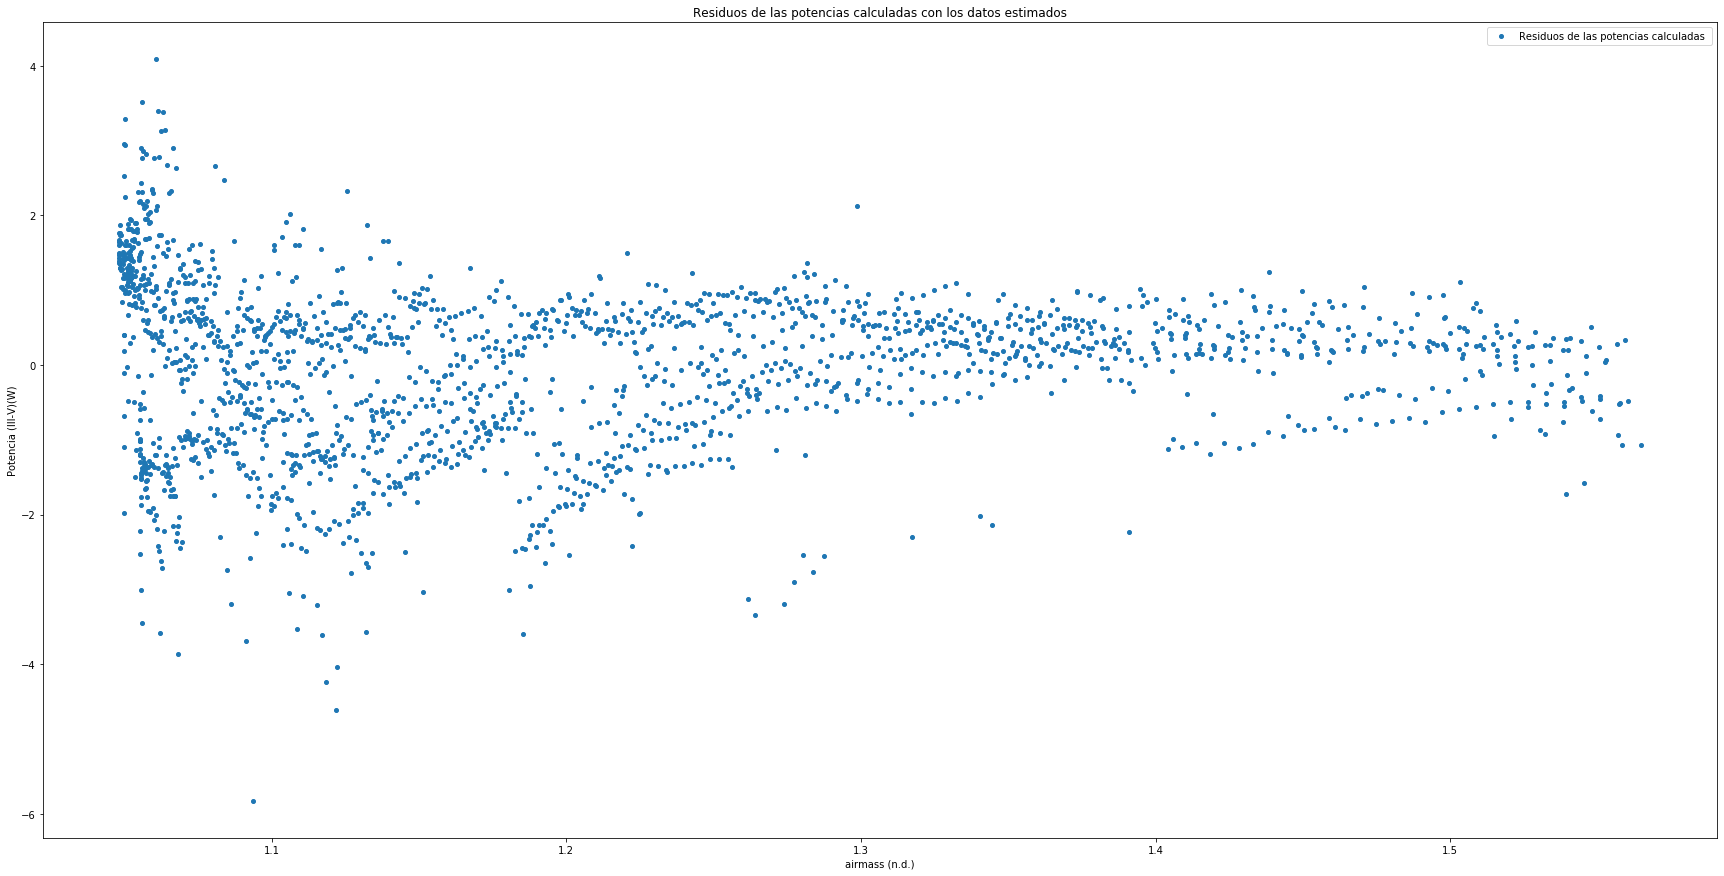 Residuos de las potencias calculadas con los datos estimados
Residuos de las potencias calculadas
Potencia (III-V)(W)
4
2
0
−2
−4
−6
1.1
1.2
1.3
1.4
1.5
airmass (n.d.)